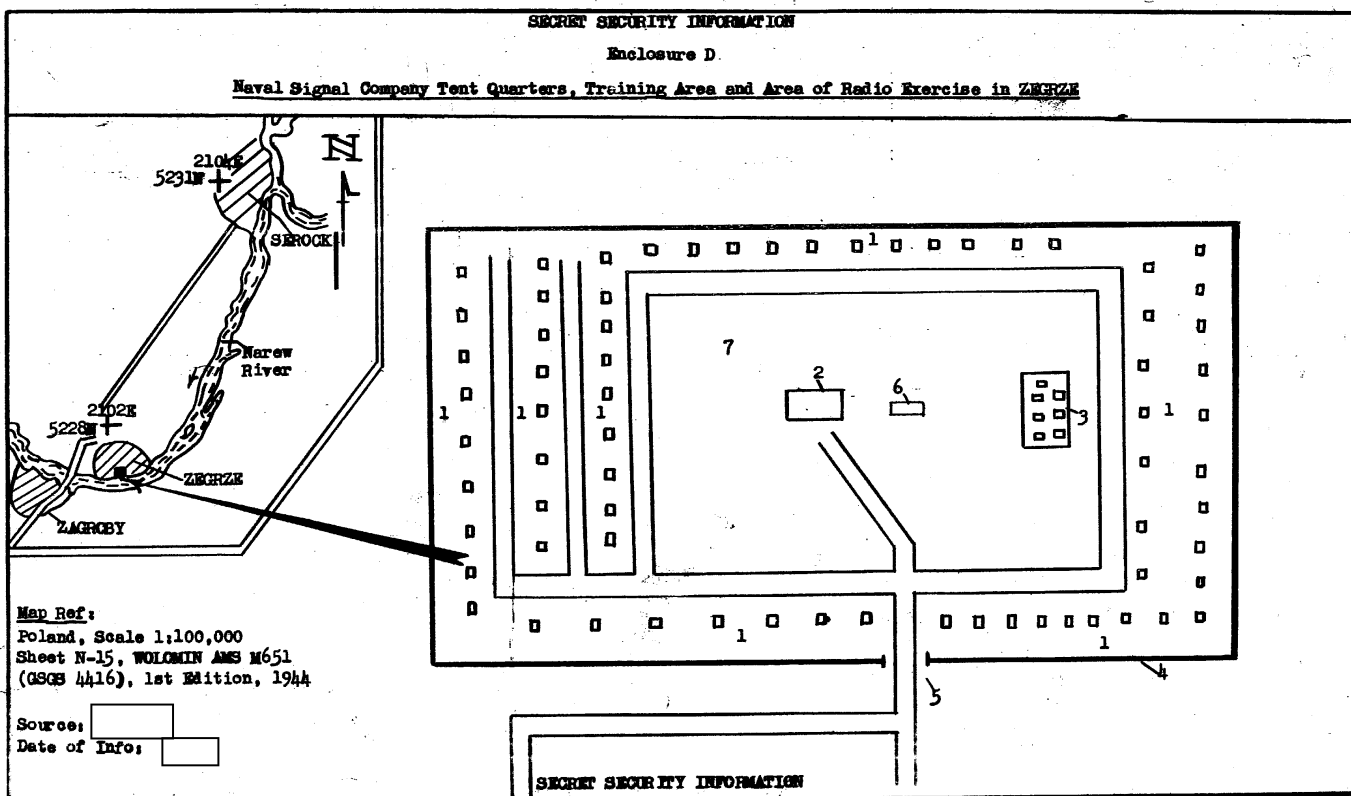 SECRET SECURITY INFORMATION
Enclosure D
Naval Signal Company Tent Quarters, Training Area and Area of Radio Exercise in ZEGRZE
N
2104E
5231N
SEROCK
Narew
River
2102E
5228N
ZEGRZE
ZAGROBY
1
1
1
1
7
2
6
3
1
1
1
4
5
Map Ref:
Poland, Scale 1:100,000
Sheet N-15, WOLOMIN AMS M651
(GSGS 4416), 1st Edition, 1944
Source:
Date of Info:
SECRET SECURITY INFORMATION